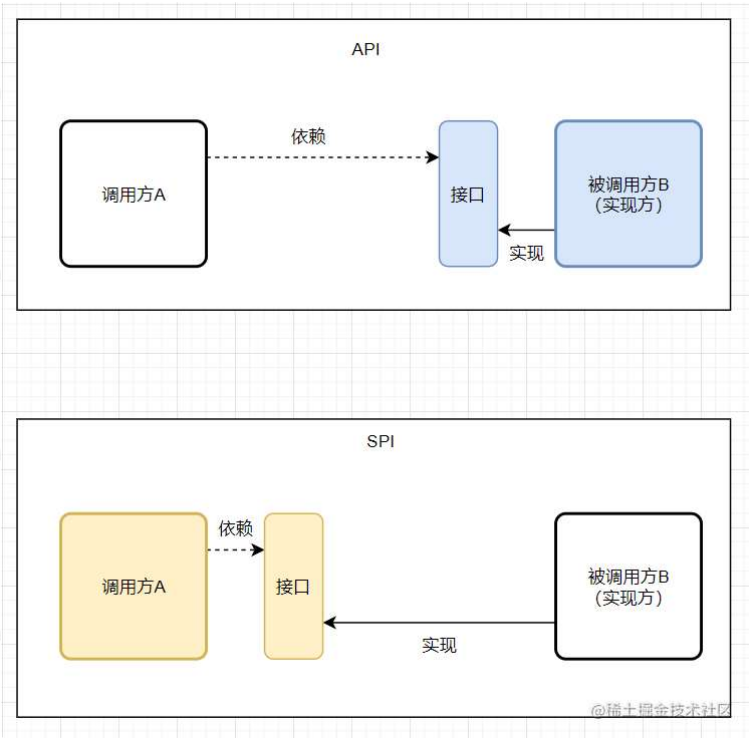 API
依赖
调用方A
接口
被调用方B
（实现方）
实现
SPI
依赖
调用方A
接口
被调用方B
（实现方）
实现
@稀土掘金技术社区